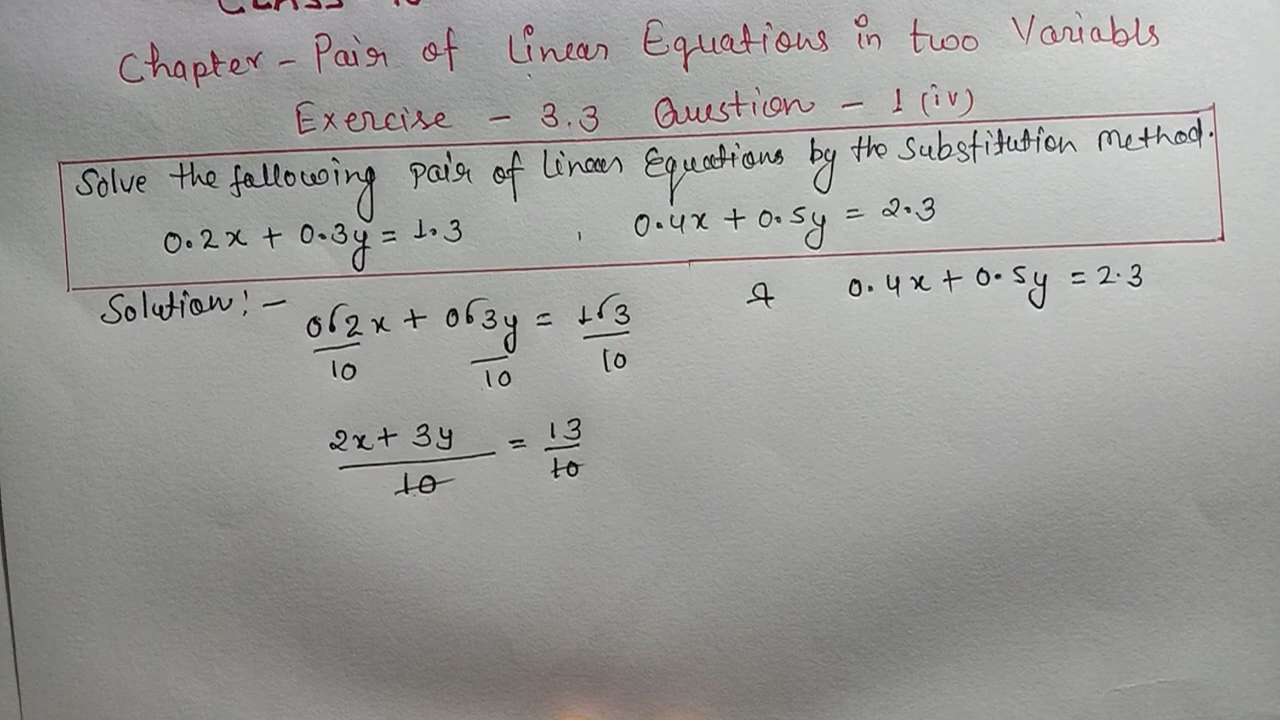 CLASS
Chapter - Pair of Linear Equations in two Variabls
Exercise - 3.3 Question - 1 (iv)
Solve the following pair of linear Equations by the substitution method.
0.2x + 0.3y = 1.3 , 0.4x + 0.5y = 2.3
Solution:- 0.2x/10 + 0.3y/10 = 1.3/10 & 0.4x + 0.5y = 2.3
2x + 3y/10 = 13/10